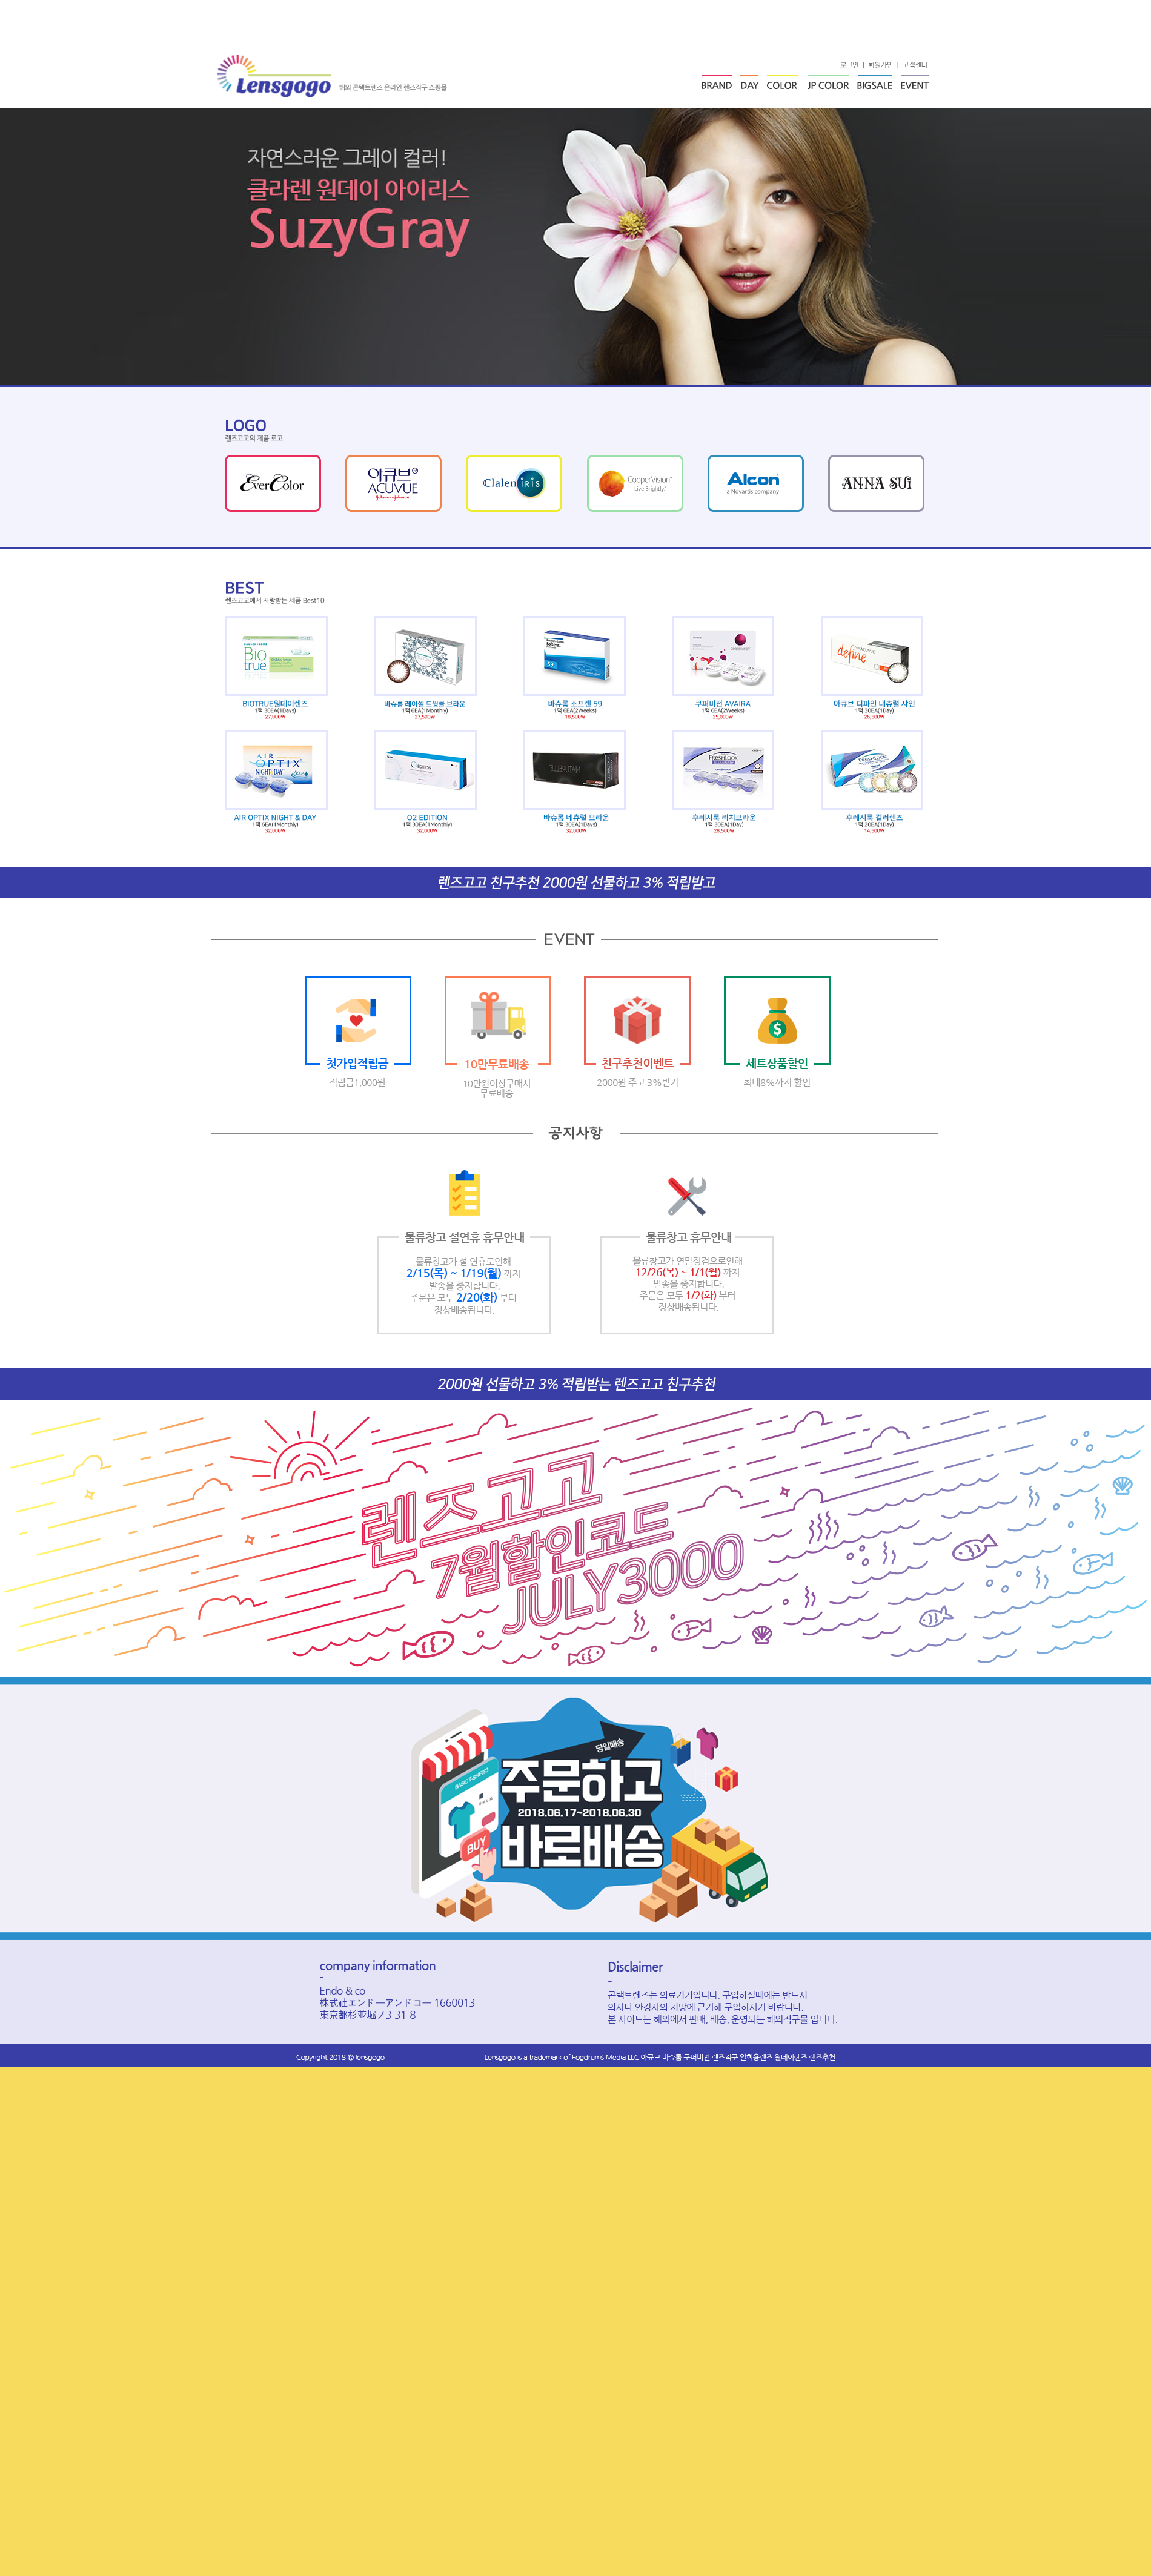 로그인 | 회원가입 | 고객센터
Lensgogo
해외 콘택트렌즈 온라인 렌즈직구 쇼핑몰
BRAND DAY COLOR JP COLOR BIGSALE EVENT
자연스러운 그레이 컬러!
클라렌 원데이 아이리스
SuzyGray
LOGO
렌즈고고의 제품 로고
EverColor
아큐브®
ACUVUE
Johnson&Johnson
Clalen IRIS
CooperVision™
Live Brightly.™
Alcon
a Novartis company
ANNA SUI
BEST
렌즈고고에서 사랑받는 제품 Best10
Bio true
SofLens
59
define
BIOTRUE원데이렌즈
1팩 30EA(1Days)
27,000₩
바슈롬 레이셀 트윙클 브라운
1팩 6EA(1Monthly)
27,500₩
바슈롬 소프렌 59
1팩 6EA(2Weeks)
18,500₩
쿠퍼비전 AVAIRA
1팩 6EA(2Weeks)
25,000₩
아큐브 디파인 내츄럴 샤인
1팩 30EA(1Day)
26,500₩
AIR OPTIX
NIGHT&DAY AQUA
O2 EDITION
NATURELLE
FRESHLOOK
FRESHLOOK
AIR OPTIX NIGHT & DAY
1팩 6EA(1Monthly)
32,000₩
O2 EDITION
1팩 30EA(1Monthly)
32,000₩
바슈롬 네츄럴 브라운
1팩 30EA(1Days)
32,000₩
후레시룩 리치브라운
1팩 30EA(1Day)
28,500₩
후레시룩 컬러렌즈
1팩 20EA(1Day)
14,500₩
렌즈고고 친구추천 2000원 선물하고 3% 적립받고
EVENT
첫가입적립금
적립금1,000원
10만무료배송
10만원이상구매시
무료배송
친구추천이벤트
2000원 주고 3%받기
$
세트상품할인
최대8%까지 할인
공지사항
물류창고 설연휴 휴무안내
물류창고가 설 연휴로인해
2/15(목) ~ 1/19(월) 까지
발송을 중지합니다.
주문은 모두 2/20(화) 부터
정상배송됩니다.
물류창고 휴무안내
물류창고가 연말정검으로인해
12/26(목) ~ 1/1(월) 까지
발송을 중지합니다.
주문은 모두 1/2(화) 부터
정상배송됩니다.
2000원 선물하고 3% 적립받는 렌즈고고 친구추천
렌즈고고
7월할인코드
JULY3000
당일배송
주문하고
2018.06.17~2018.06.30
바로배송
BASIC T-SHIRTS
BUY
company information
-
Endo & co
株式社エンドーアンドコー 1660013
東京都杉並堀ノ3-31-8
Disclaimer
-
콘택트렌즈는 의료기기입니다. 구입하실때에는 반드시
의사나 안경사의 처방에 근거해 구입하시기 바랍니다.
본 사이트는 해외에서 판매, 배송, 운영되는 해외직구몰 입니다.
Copyright 2018 © lensgogo
Lensgogo is a trademark of Fogdrums Media LLC 아큐브 바슈롬 쿠퍼비전 렌즈직구 일회용렌즈 원데이렌즈 렌즈추천